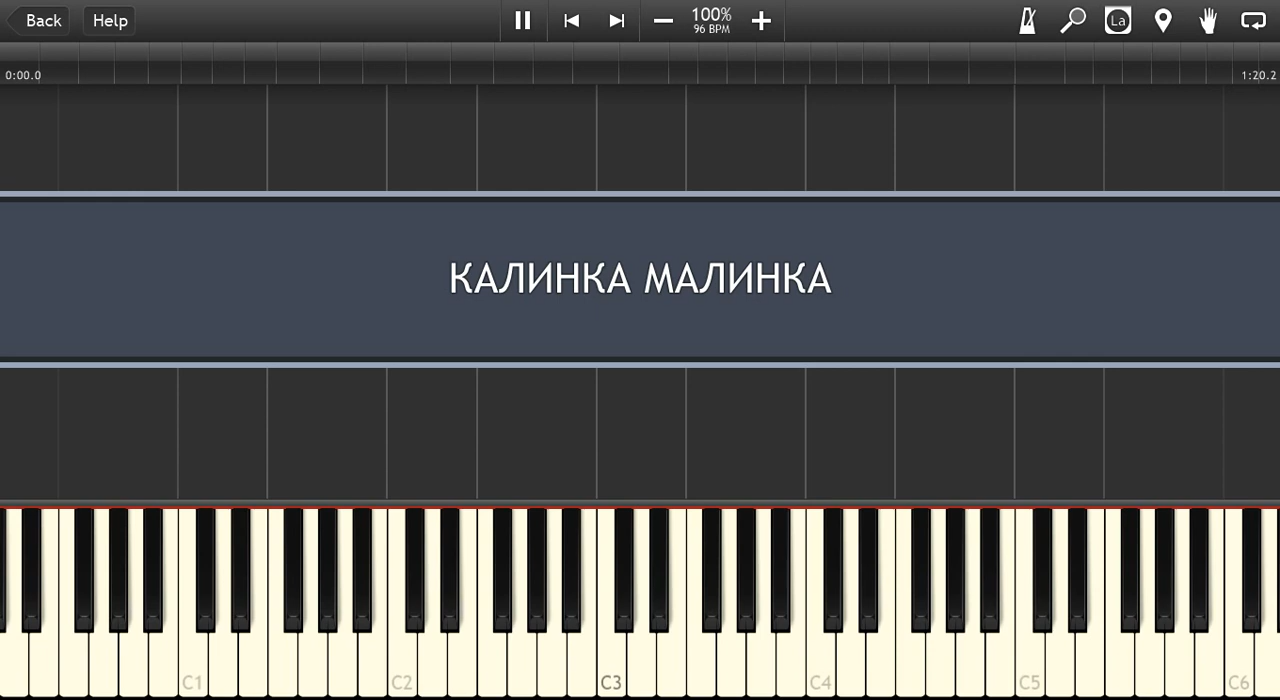 Back Help 100%
96 BPM
La
0:00.0 1:20.2
КАЛИНКА МАЛИНКА
C1 C2 C3 C4 C5 C6